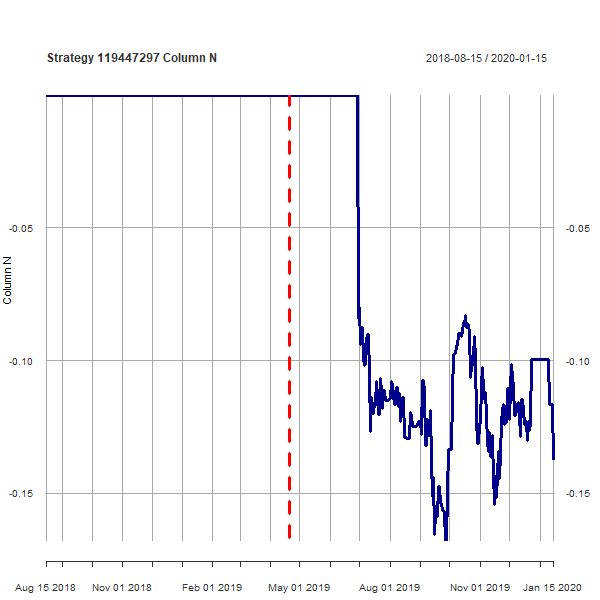 Strategy 119447297 Column N
2018-08-15 / 2020-01-15
-0.05
-0.05
Column N
-0.10
-0.10
-0.15
-0.15
Aug 15 2018
Nov 01 2018
Feb 01 2019
May 01 2019
Aug 01 2019
Nov 01 2019
Jan 15 2020